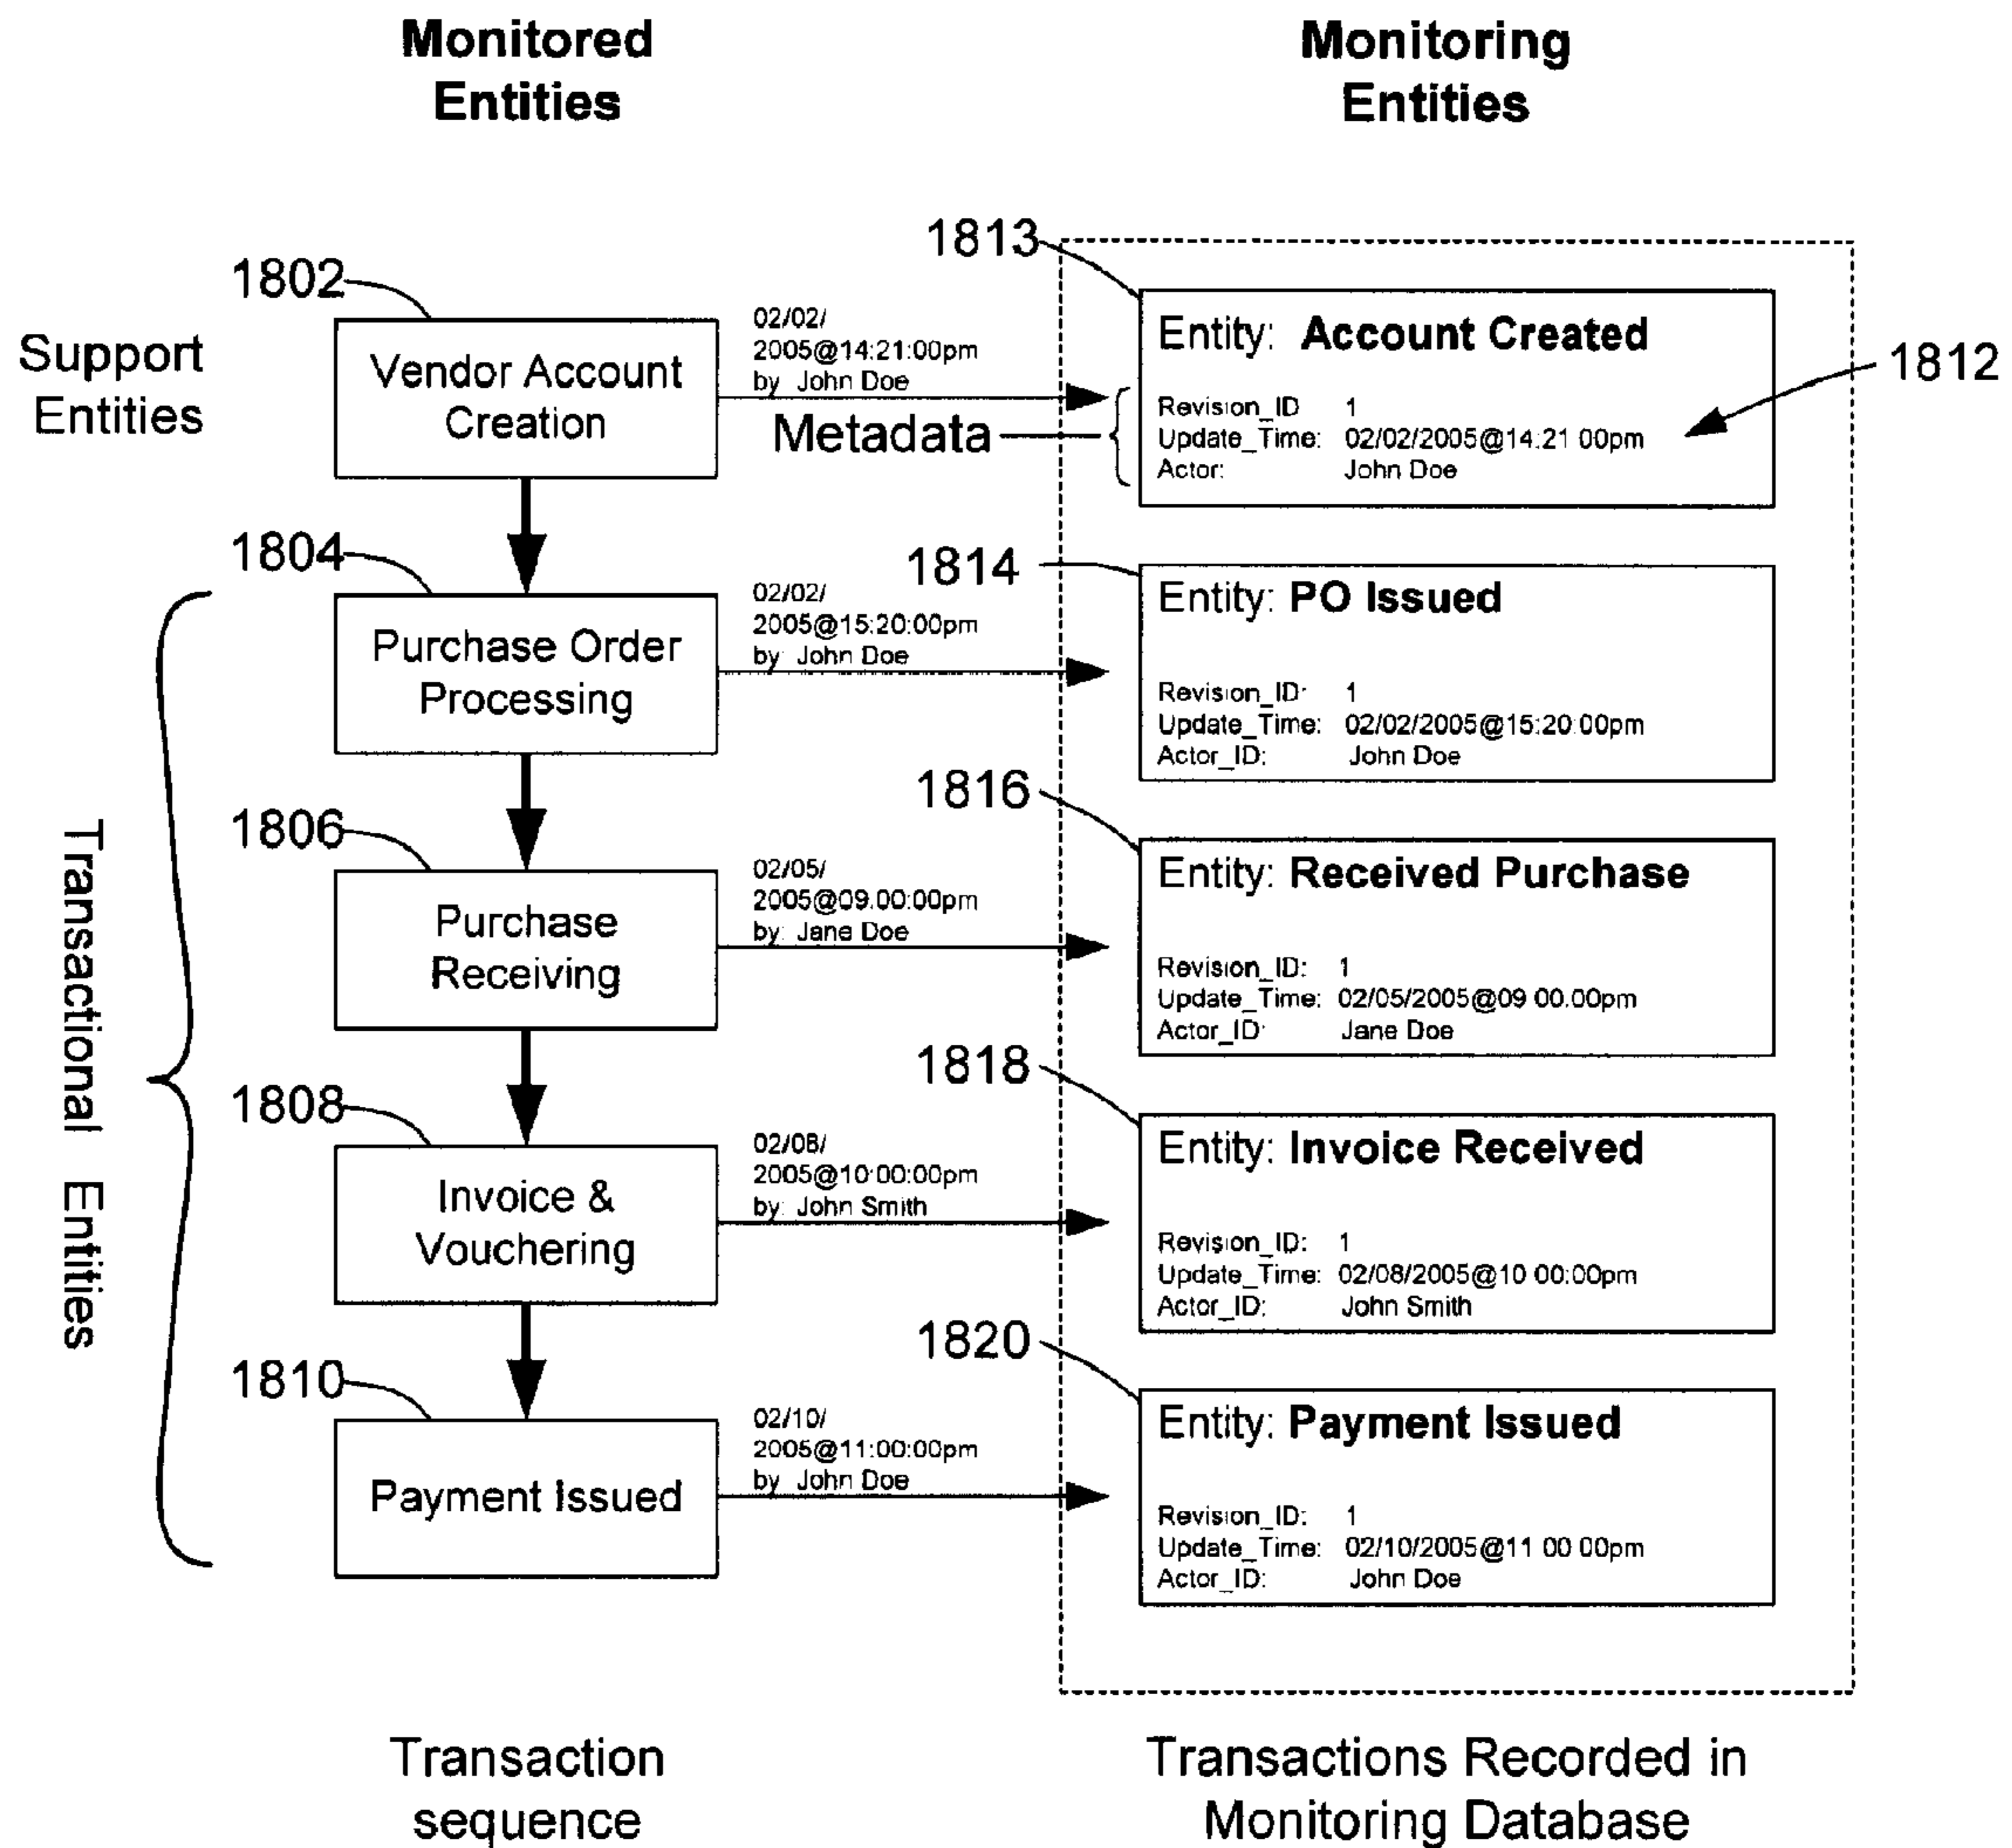 Monitored
Entities
Monitoring
Entities
1813
1802
Support
Entities
Vendor Account
Creation
02/02/
2005@14:21:00pm
by: John Doe
Metadata
Entity: Account Created
Revision_ID 1
Update_Time: 02/02/2005@14:21 00pm
Actor: John Doe
1812
1804
Purchase Order
Processing
02/02/
2005@15:20:00pm
by: John Doe
1814
Entity: PO Issued
Revision_ID: 1
Update_Time: 02/02/2005@15:20:00pm
Actor_ID: John Doe
Transactional Entities
1806
Purchase
Receiving
02/05/
2005@09.00:00pm
by: Jane Doe
1816
Entity: Received Purchase
Revision_ID: 1
Update_Time: 02/05/2005@09 00.00pm
Actor_ID: Jane Doe
1808
Invoice &
Vouchering
02/08/
2005@10:00:00pm
by: John Smith
1818
Entity: Invoice Received
Revision_ID: 1
Update_Time: 02/08/2005@10 00:00pm
Actor_ID: John Smith
1810
Payment Issued
02/10/
2005@11:00:00pm
by: John Doe
1820
Entity: Payment Issued
Revision_ID: 1
Update_Time: 02/10/2005@11 00 00pm
Actor_ID: John Doe
Transaction
sequence
Transactions Recorded in
Monitoring Database